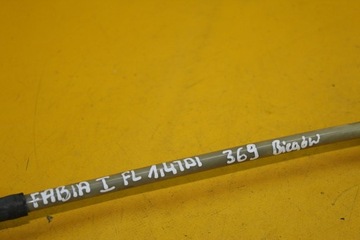 FABIA I FL 1,4TDI 369 Biegów